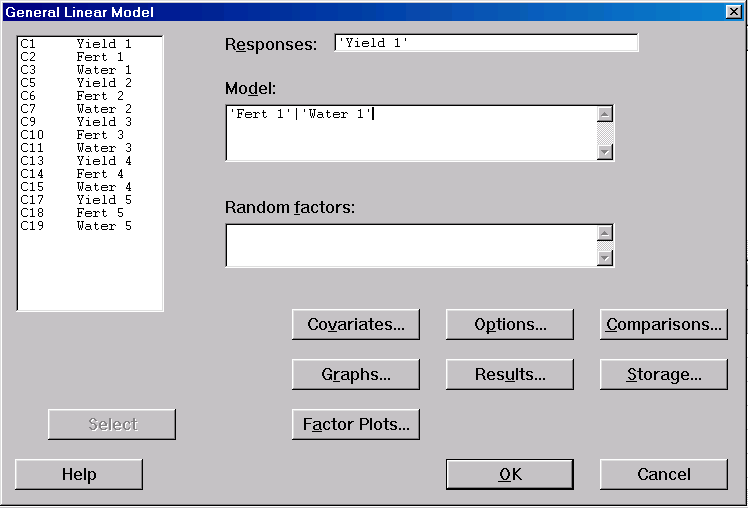 General Linear Model
C1 Yield 1
C2 Fert 1
C3 Water 1
C5 Yield 2
C6 Fert 2
C7 Water 2
C9 Yield 3
C10 Fert 3
C11 Water 3
C13 Yield 4
C14 Fert 4
C15 Water 4
C17 Yield 5
C18 Fert 5
C19 Water 5
Responses: 'Yield 1'
Model:
'Fert 1'|'Water 1'
Random factors:
Covariates... Options... Comparisons...
Graphs... Results... Storage...
Select Factor Plots...
Help OK Cancel